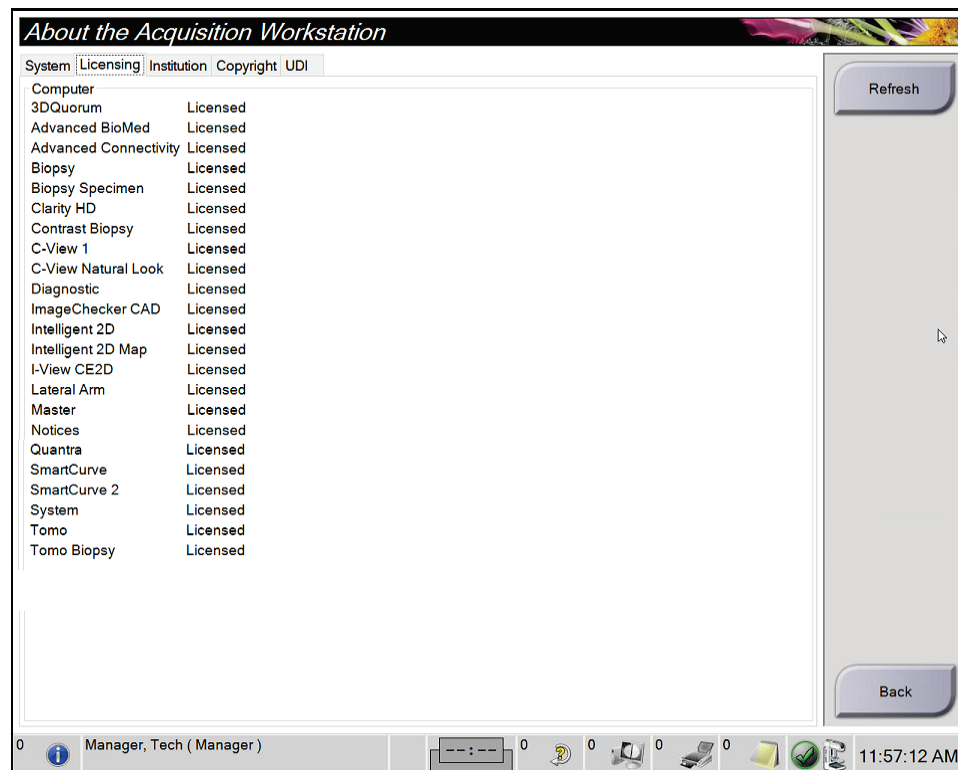 About the Acquisition Workstation
System Licensing Institution Copyright UDI
Refresh
Computer
3DQuorum Licensed
Advanced BioMed Licensed
Advanced Connectivity Licensed
Biopsy Licensed
Biopsy Specimen Licensed
Clarity HD Licensed
Contrast Biopsy Licensed
C-View 1 Licensed
C-View Natural Look Licensed
Diagnostic Licensed
ImageChecker CAD Licensed
Intelligent 2D Licensed
Intelligent 2D Map Licensed
I-View CE2D Licensed
Lateral Arm Licensed
Master Licensed
Notices Licensed
Quantra Licensed
SmartCurve Licensed
SmartCurve 2 Licensed
System Licensed
Tomo Licensed
Tomo Biopsy Licensed
Back
0 Manager, Tech ( Manager ) --:-- 0 0 0 0 11:57:12 AM